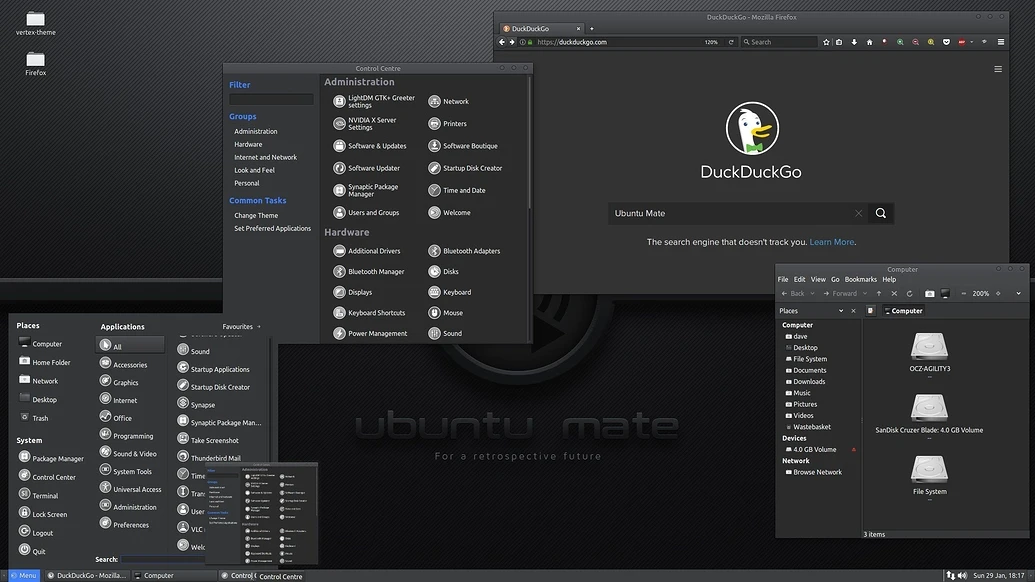 vertex-theme
Firefox
DuckDuckGo - Mozilla Firefox
DuckDuckGo
https://duckduckgo.com
120%
Search
DuckDuckGo
Ubuntu Mate
The search engine that doesn't track you. Learn More.
Control Centre
Filter
Groups
Administration
Hardware
Internet and Network
Look and Feel
Personal
Common Tasks
Change Theme
Set Preferred Applications
Administration
LightDM GTK+ Greeter
settings
Network
NVIDIA X Server
Settings
Printers
Software & Updates
Software Boutique
Software Updater
Startup Disk Creator
Synaptic Package
Manager
Time and Date
Users and Groups
Welcome
Hardware
Additional Drivers
Bluetooth Adapters
Bluetooth Manager
Disks
Displays
Keyboard
Keyboard Shortcuts
Mouse
Power Management
Sound
Computer
File Edit View Go Bookmarks Help
Back
Forward
200%
Places
Computer
Computer
dave
Desktop
File System
Documents
Downloads
Music
Pictures
Videos
Wastebasket
Devices
4.0 GB Volume
Network
Browse Network
OCZ-AGILITY3
--
SanDisk Cruzer Blade: 4.0 GB Volume
--
File System
--
3 items
ubuntu mate
For a retrospective future
Places
Computer
Home Folder
Network
Desktop
Trash
System
Package Manager
Control Center
Terminal
Lock Screen
Logout
Quit
Applications
Favourites
All
Accessories
Graphics
Internet
Office
Programming
Sound & Video
System Tools
Universal Access
Administration
Preferences
Sound
Startup Applications
Startup Disk Creator
Synapse
Synaptic Package Man...
Take Screenshot
Thunderbird Mail
Time
Tran
User
VLC
Welc
Search:
Menu
DuckDuckGo - Mozilla...
Computer
Control
Control Centre
Sun 29 Jan, 18:17